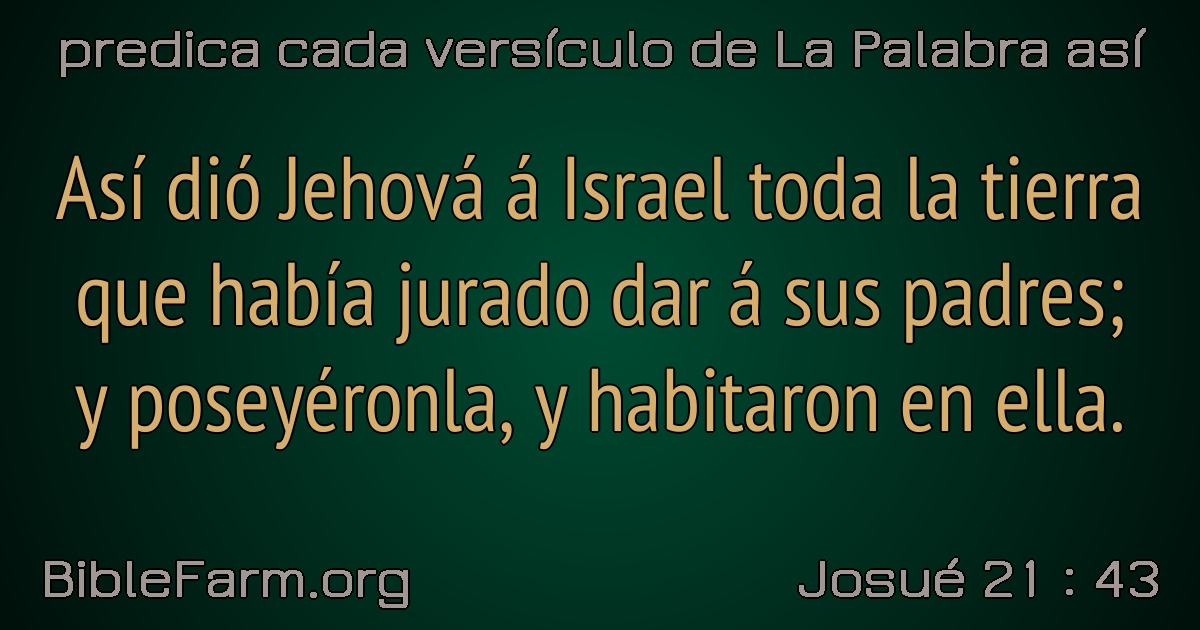 predica cada versículo de La Palabra así
Así dió Jehová á Israel toda la tierra
que había jurado dar á sus padres;
y poseyéronla, y habitaron en ella.
BibleFarm.org
Josué 21 : 43